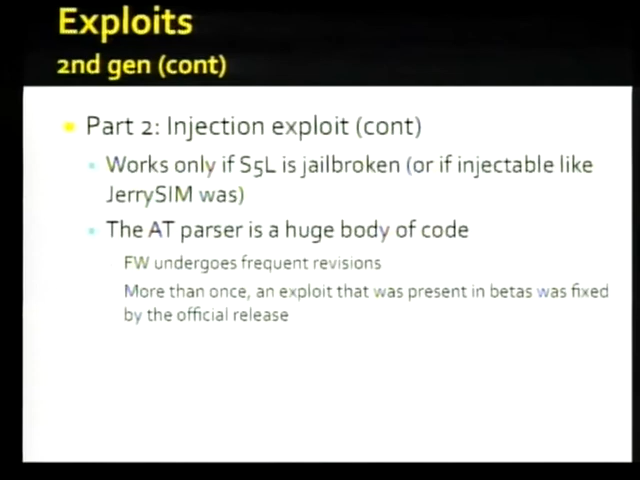 Exploits
2nd gen (cont)
Part 2: Injection exploit (cont)
Works only if S5L is jailbroken (or if injectable like
JerrySIM was)
The AT parser is a huge body of code
FW undergoes frequent revisions
More than once, an exploit that was present in betas was fixed
by the official release